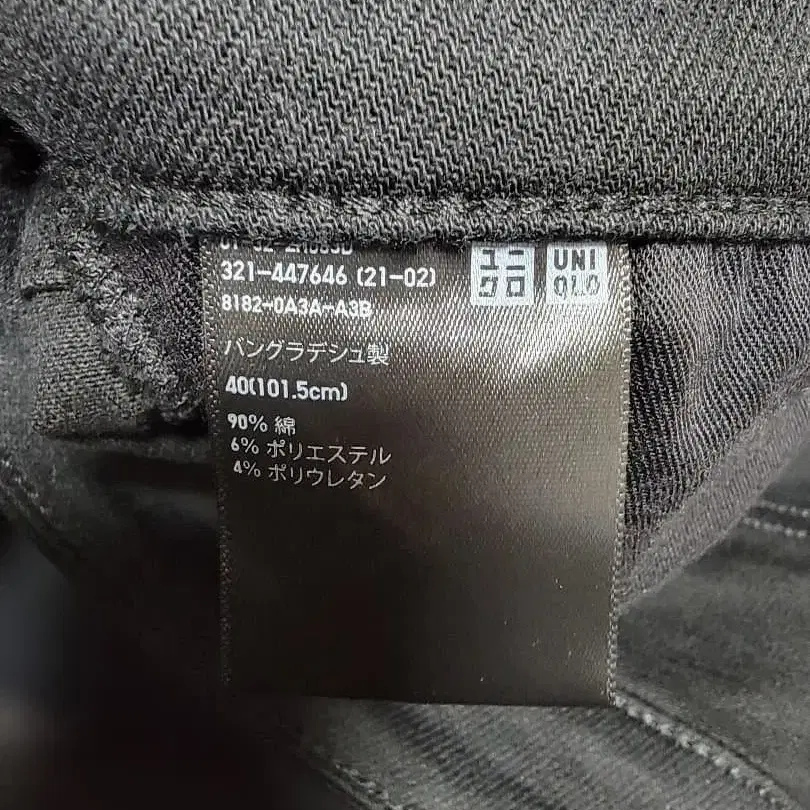 321-447646 (21-02)
8182-0A3A-A3B
ユニ
クロ
UNI
QLO
バングラデシュ製
40(101.5cm)
90% 綿
6% ポリエステル
4% ポリウレタン